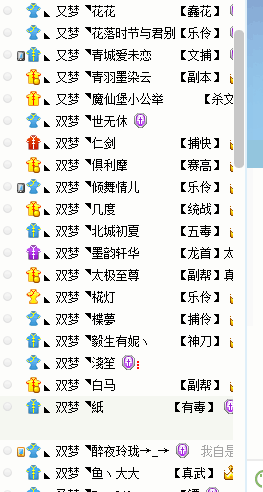 又梦 ◥花花 【鑫花】
又梦 ◥花落时节与君别【乐伶】
又梦 ◥青城爱未恋 【文捕】
又梦 ◥青羽墨染云 【副本】
又梦 ◥魔仙堡小公举 【杀文
双梦 ◥世无休
双梦 ◥仁剑 【捕快】
双梦 ◥俱利摩 【赛高】
双梦 ◥倾舞情儿 【乐伶】
双梦 ◥几度 【统战】
双梦 ◥北城初夏 【五毒】
双梦 ◥墨韵轩华 【龙首】太
双梦 ◥太极至尊 【副帮】真
双梦 ◥椛灯 【乐伶】
双梦 ◥樸夢 【捕伶】
双梦 ◥毅生有妮ヽ 【神刀】
双梦 ◥淺笙
双梦 ◥白马 【副帮】
双梦 ◥紙 【有毒】
双梦 ◥醉夜玲珑→_→ 我自是
双梦 ◥鱼ヽ大大 【真武】